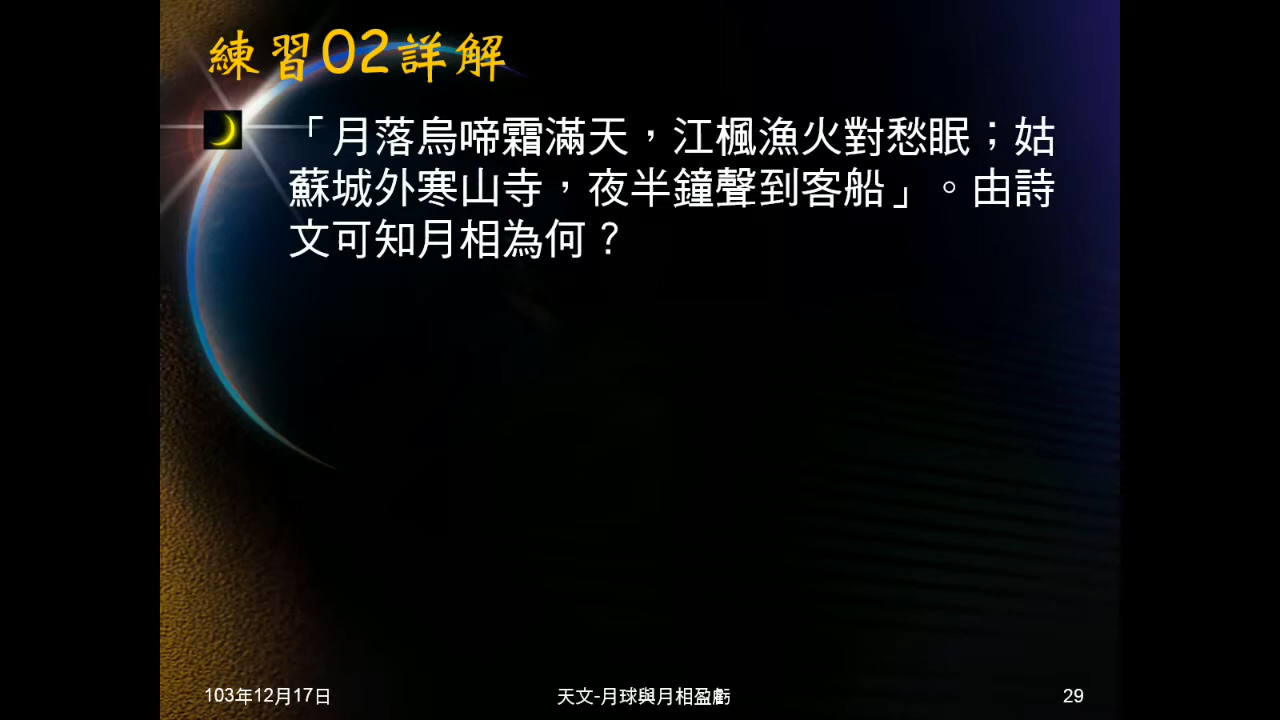 練習02詳解
「月落烏啼霜滿天，江楓漁火對愁眠；姑
蘇城外寒山寺，夜半鐘聲到客船」。由詩
文可知月相為何？
103年12月17日
天文-月球與月相盈虧
29